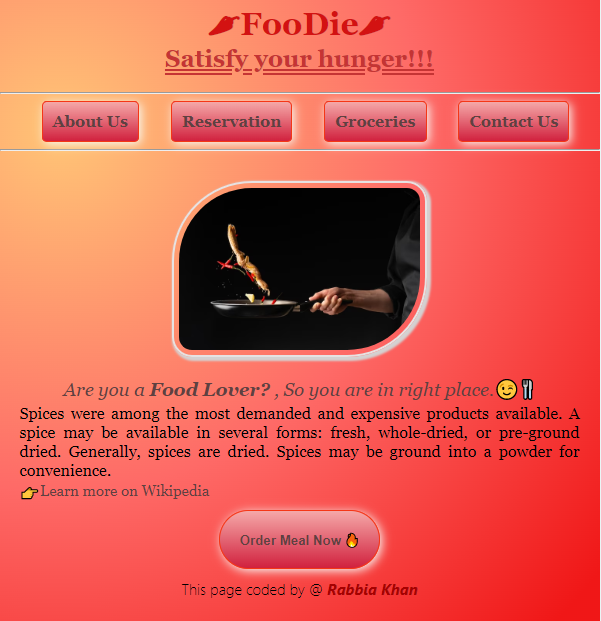 🌶FooDie🌶
Satisfy your hunger!!!
About Us
Reservation
Groceries
Contact Us
Are you a Food Lover? , So you are in right place.😉🍴
Spices were among the most demanded and expensive products available. A
spice may be available in several forms: fresh, whole-dried, or pre-ground
dried. Generally, spices are dried. Spices may be ground into a powder for
convenience.
👉Learn more on Wikipedia
Order Meal Now🔥
This page coded by @ Rabbia Khan